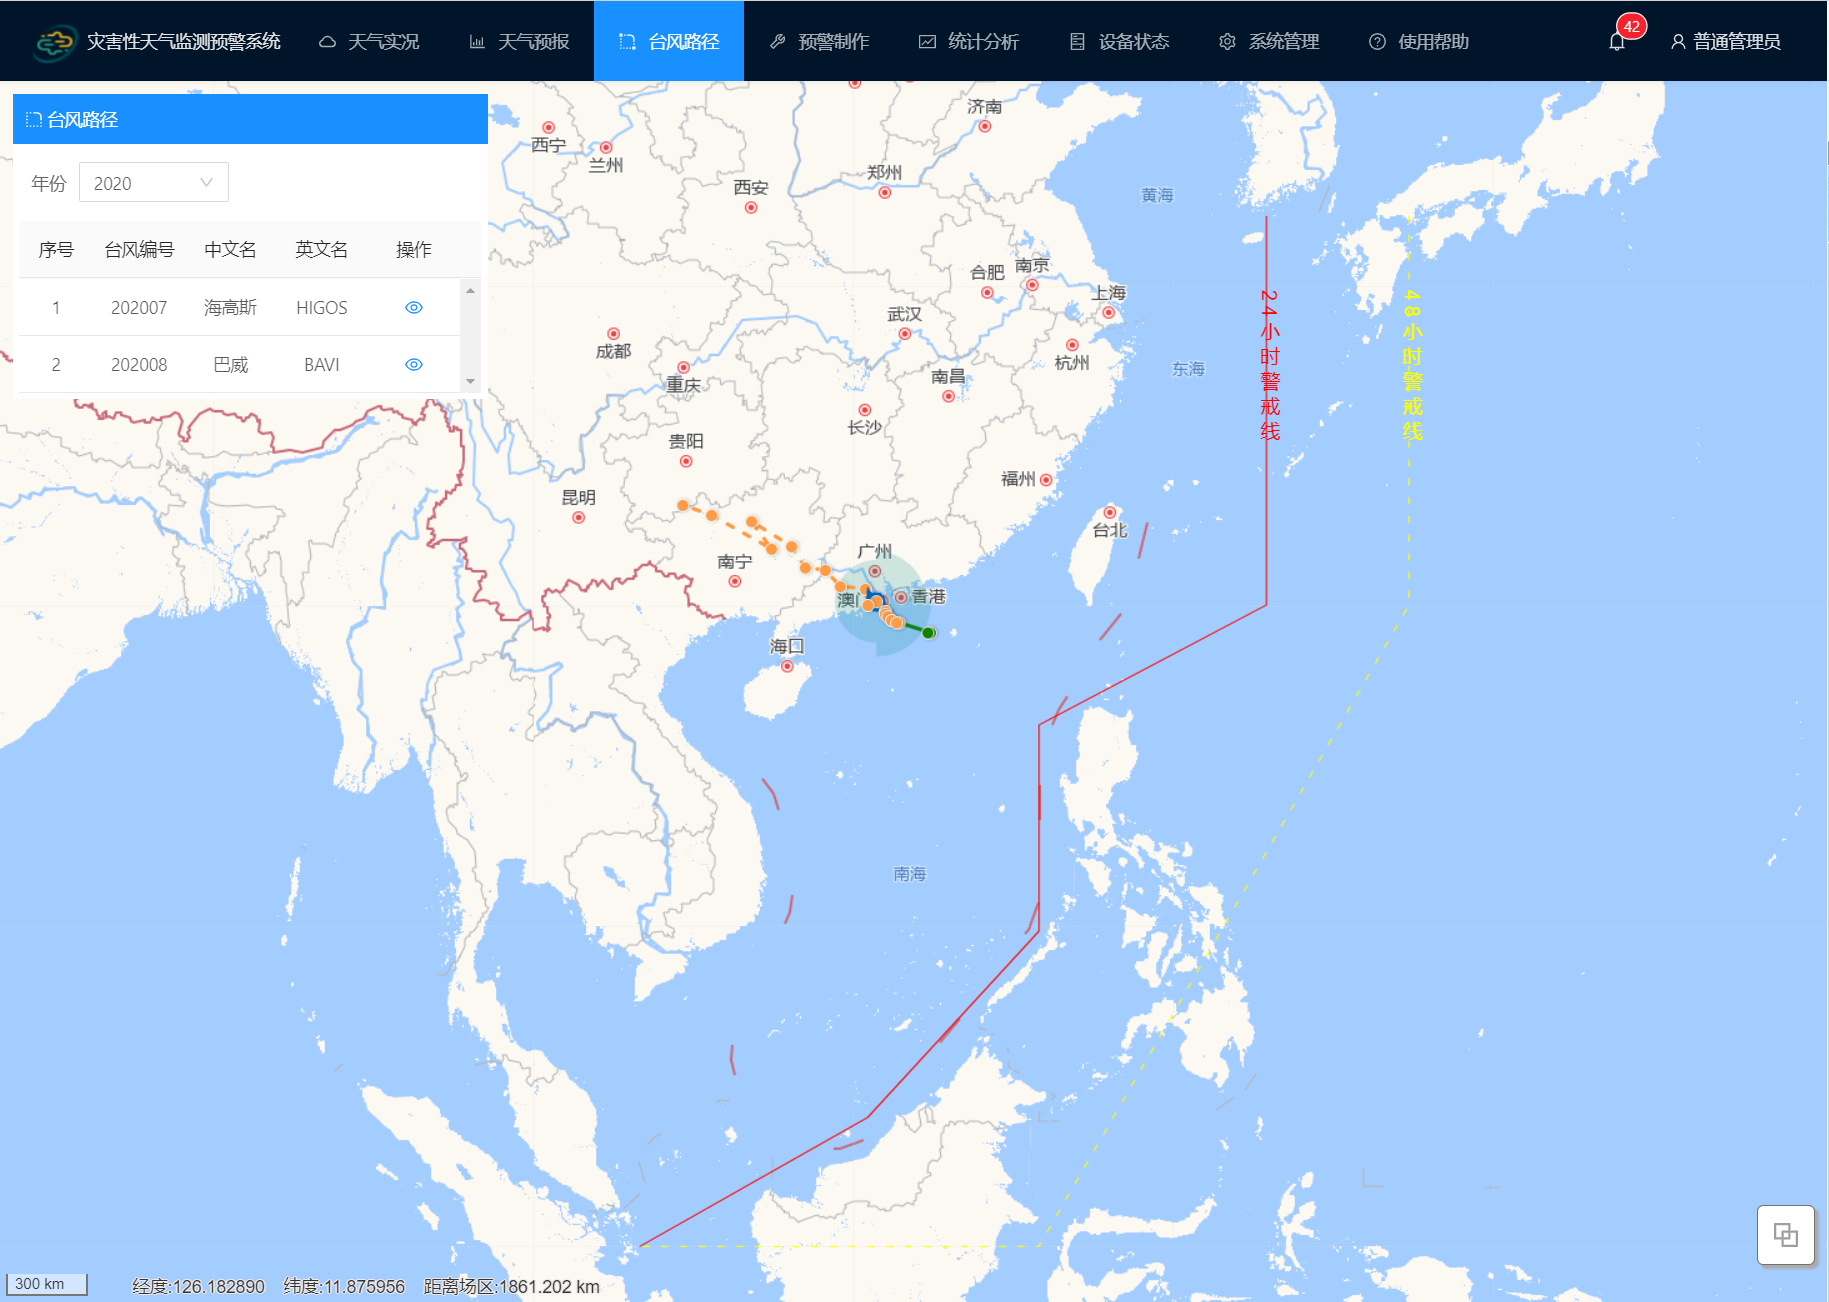 灾害性天气监测预警系统 天气实况 天气预报 台风路径 预警制作 统计分析 设备状态 系统管理 使用帮助 42 普通管理员
台风路径
年份 2020
序号 台风编号 中文名 英文名 操作
1 202007 海高斯 HIGOS
2 202008 巴威 BAVI
济南
西宁
兰州
郑州
西安
黄海
合肥
南京
上海
武汉
成都
杭州
重庆
南昌
东海
长沙
贵阳
福州
昆明
台北
广州
南宁
澳门
香港
海口
南海
24小时警戒线
48小时警戒线
300 km 经度:126.182890 纬度:11.875956 距离场区:1861.202 km